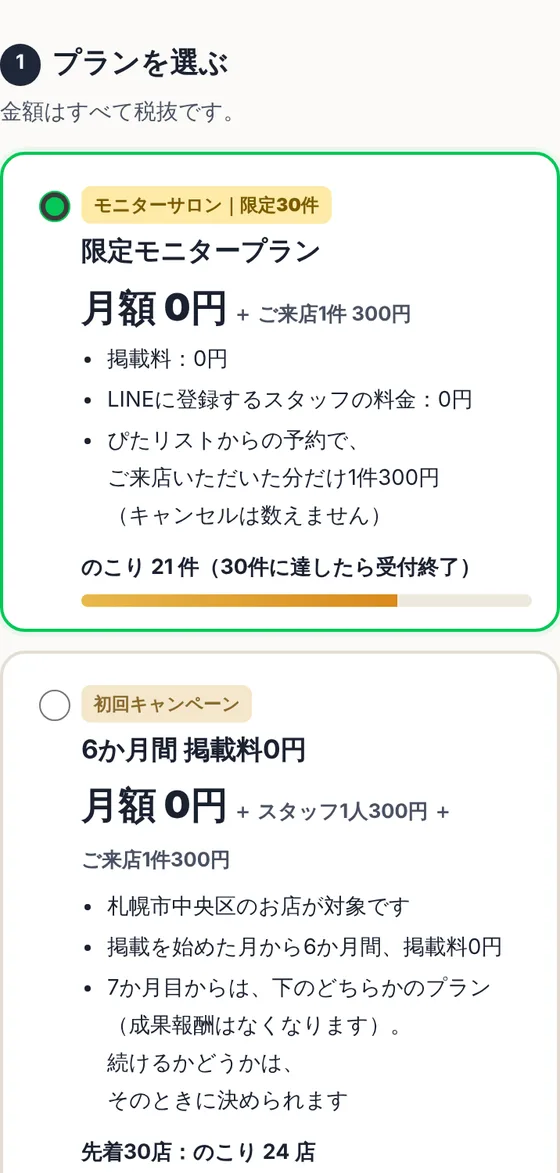 1 プランを選ぶ
金額はすべて税抜です。
モニターサロン｜限定30件
限定モニタープラン
月額 0円 + ご来店1件 300円
• 掲載料：0円
• LINEに登録するスタッフの料金：0円
• ぴたリストからの予約で、
ご来店いただいた分だけ1件300円
（キャンセルは数えません）
のこり 21 件（30件に達したら受付終了）
初回キャンペーン
6か月間 掲載料0円
月額 0円 + スタッフ1人300円 +
ご来店1件300円
• 札幌市中央区のお店が対象です
• 掲載を始めた月から6か月間、掲載料0円
• 7か月目からは、下のどちらかのプラン
（成果報酬はなくなります）。
続けるかどうかは、
そのときに決められます
先着30店：のこり 24 店